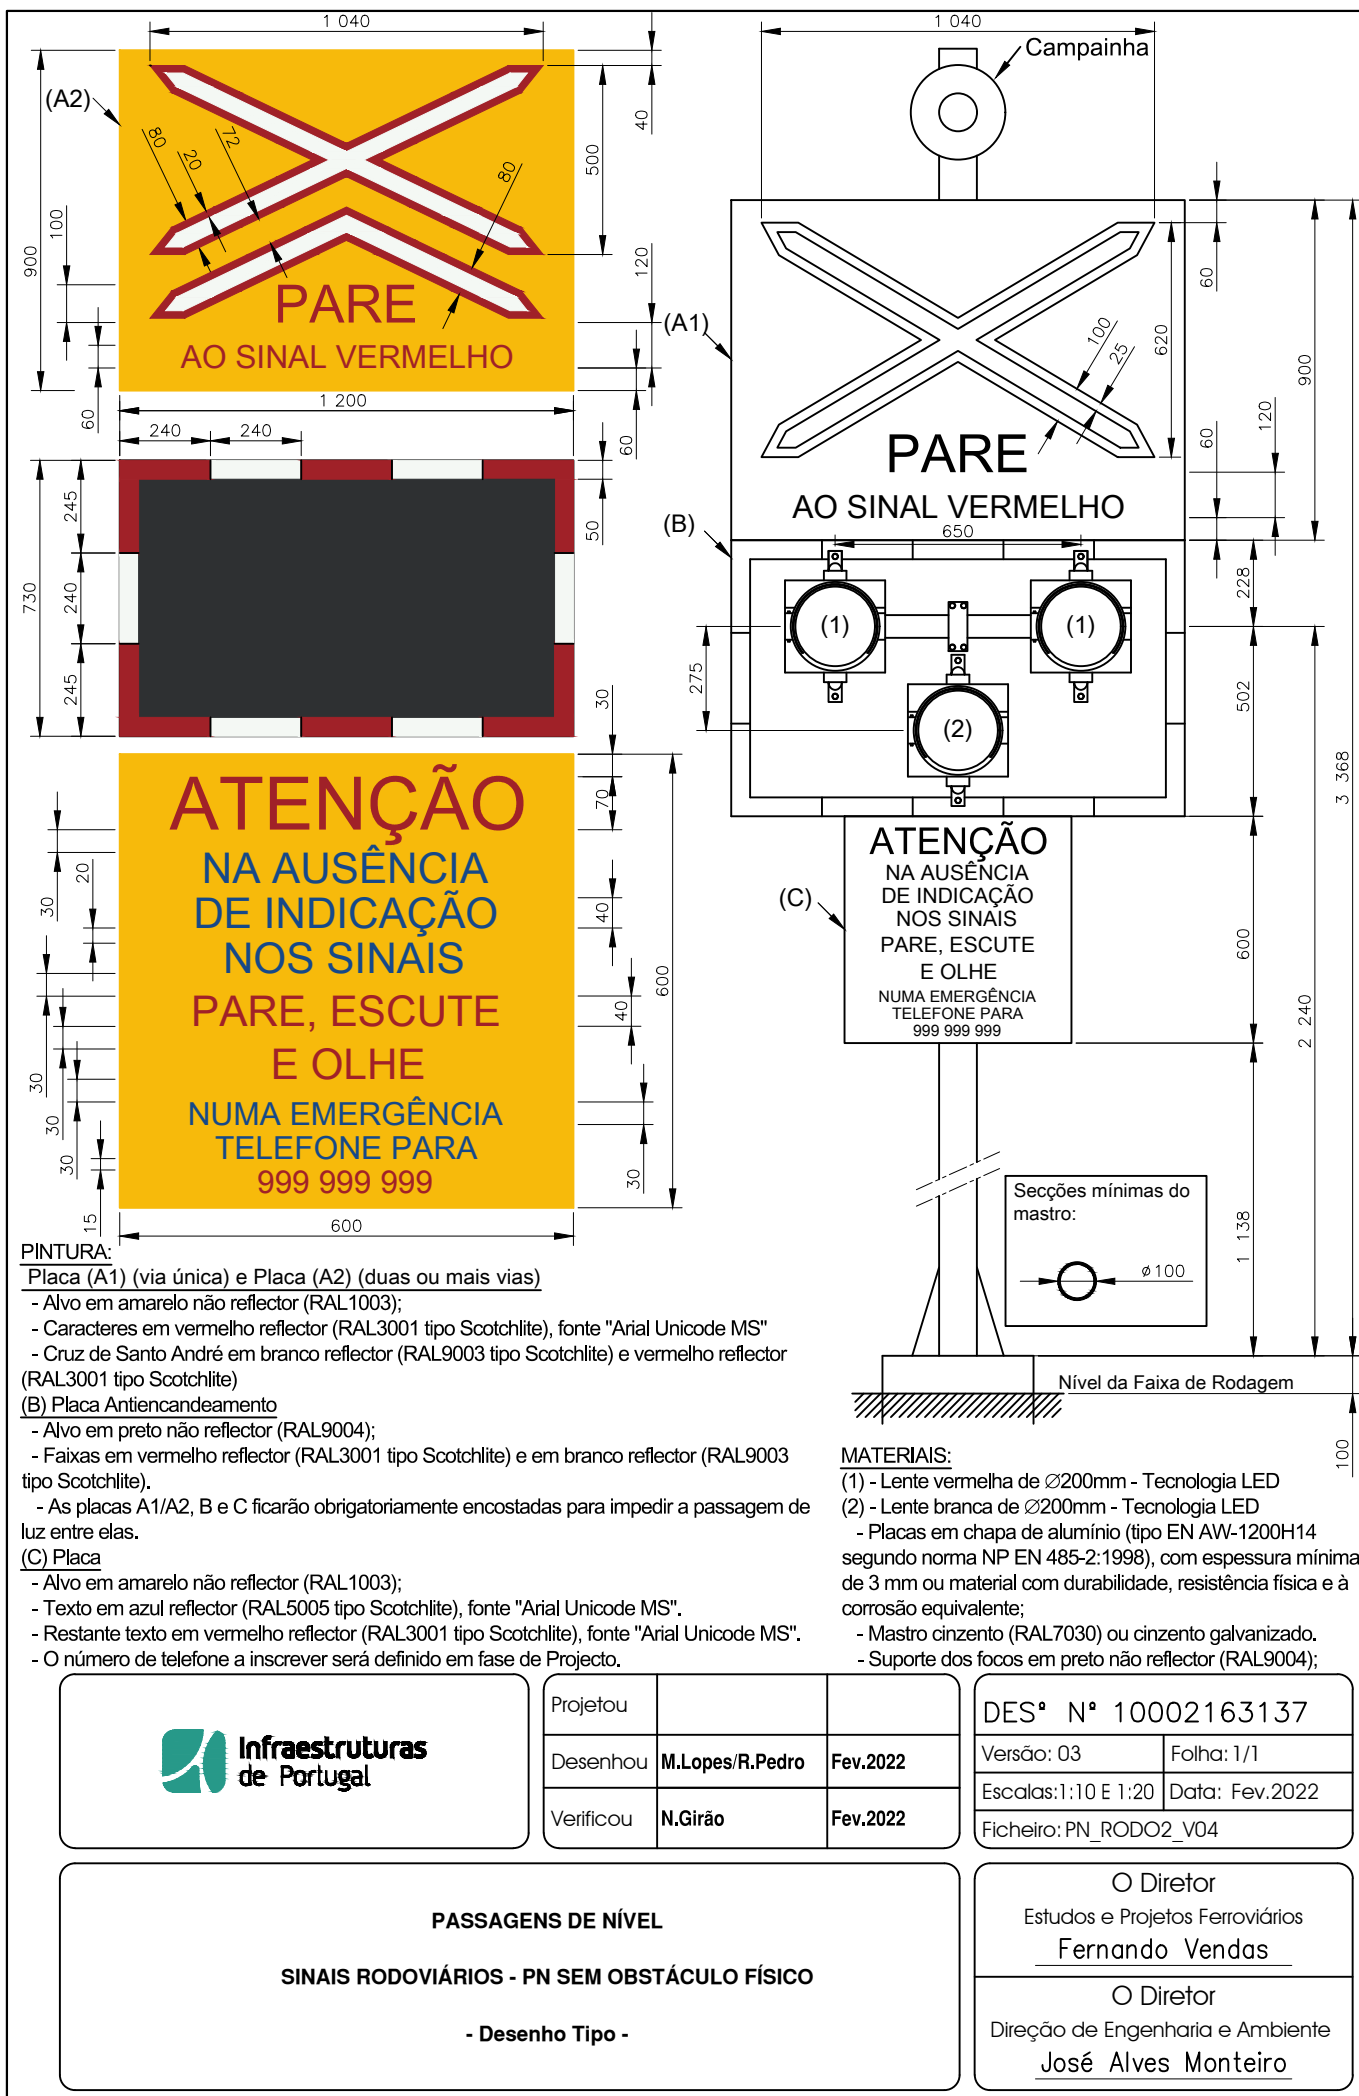 1 040
(A2)
80
20
72
80
100
900
500
40
120
PARE
AO SINAL VERMELHO
60
60
1 200
240
240
245
240
245
730
50
30
70
ATENÇÃO
NA AUSÊNCIA
DE INDICAÇÃO
NOS SINAIS
PARE, ESCUTE
E OLHE
NUMA EMERGÊNCIA
TELEFONE PARA
999 999 999
30
20
30
30
30
15
40
40
30
600
600
1 040
Campainha
(A1)
100
25
620
60
900
60
120
PARE
AO SINAL VERMELHO
(B)
650
(1)
(1)
(2)
275
228
502
3 368
(C)
ATENÇÃO
NA AUSÊNCIA
DE INDICAÇÃO
NOS SINAIS
PARE, ESCUTE
E OLHE
NUMA EMERGÊNCIA
TELEFONE PARA
999 999 999
600
2 240
1 138
Secções mínimas do
mastro:
ø100
Nível da Faixa de Rodagem
100
PINTURA:
Placa (A1) (via única) e Placa (A2) (duas ou mais vias)
- Alvo em amarelo não reflector (RAL1003);
- Caracteres em vermelho reflector (RAL3001 tipo Scotchlite), fonte "Arial Unicode MS"
- Cruz de Santo André em branco reflector (RAL9003 tipo Scotchlite) e vermelho reflector
(RAL3001 tipo Scotchlite)
(B) Placa Antiencandeamento
- Alvo em preto não reflector (RAL9004);
- Faixas em vermelho reflector (RAL3001 tipo Scotchlite) e em branco reflector (RAL9003
tipo Scotchlite).
- As placas A1/A2, B e C ficarão obrigatoriamente encostadas para impedir a passagem de
luz entre elas.
(C) Placa
- Alvo em amarelo não reflector (RAL1003);
- Texto em azul reflector (RAL5005 tipo Scotchlite), fonte "Arial Unicode MS".
- Restante texto em vermelho reflector (RAL3001 tipo Scotchlite), fonte "Arial Unicode MS".
- O número de telefone a inscrever será definido em fase de Projecto.
MATERIAIS:
(1) - Lente vermelha de Ø200mm - Tecnologia LED
(2) - Lente branca de Ø200mm - Tecnologia LED
- Placas em chapa de alumínio (tipo EN AW-1200H14
segundo norma NP EN 485-2:1998), com espessura mínima
de 3 mm ou material com durabilidade, resistência física e à
corrosão equivalente;
- Mastro cinzento (RAL7030) ou cinzento galvanizado.
- Suporte dos focos em preto não reflector (RAL9004);
Infraestruturas
de Portugal
Projetou
Desenhou M.Lopes/R.Pedro Fev.2022
Verificou N.Girão Fev.2022
DESª Nª 10002163137
Versão: 03 Folha: 1/1
Escalas:1:10 E 1:20 Data: Fev.2022
Ficheiro: PN_RODO2_V04
PASSAGENS DE NÍVEL
SINAIS RODOVIÁRIOS - PN SEM OBSTÁCULO FÍSICO
- Desenho Tipo -
O Diretor
Estudos e Projetos Ferroviários
Fernando Vendas
O Diretor
Direção de Engenharia e Ambiente
José Alves Monteiro